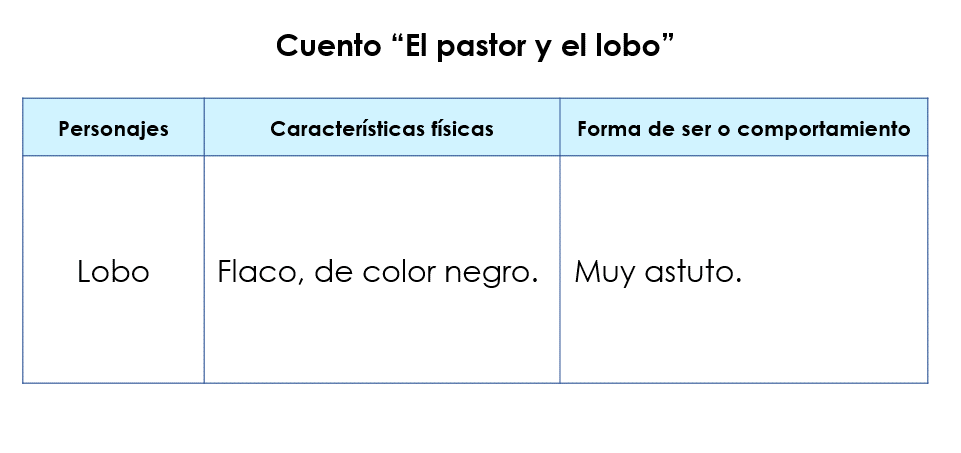 Cuento “El pastor y el lobo”
Personajes
Características físicas
Forma de ser o comportamiento
Lobo
Flaco, de color negro.
Muy astuto.